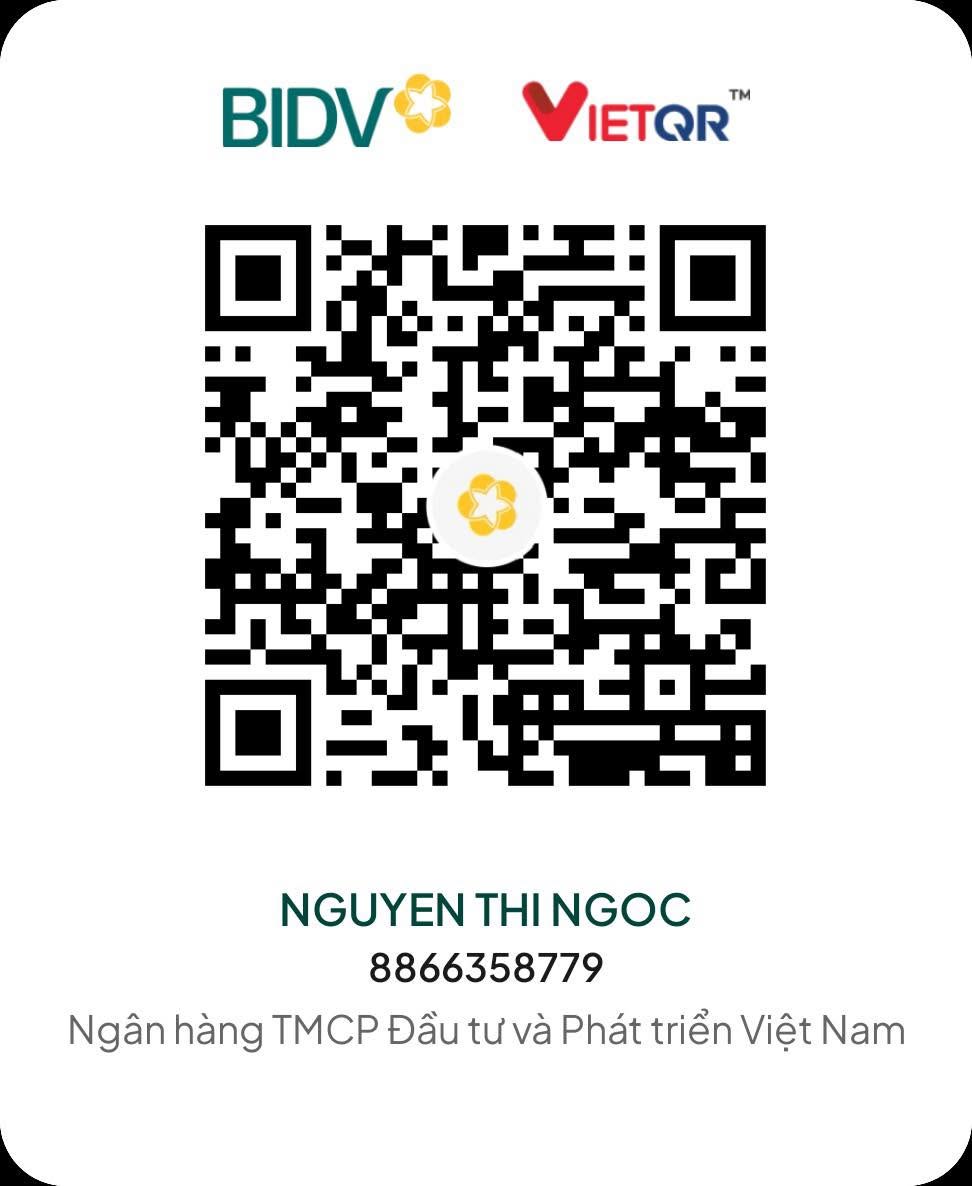 BIDV VIETQR™
NGUYEN THI NGOC
8866358779
Ngân hàng TMCP Đầu tư và Phát triển Việt Nam